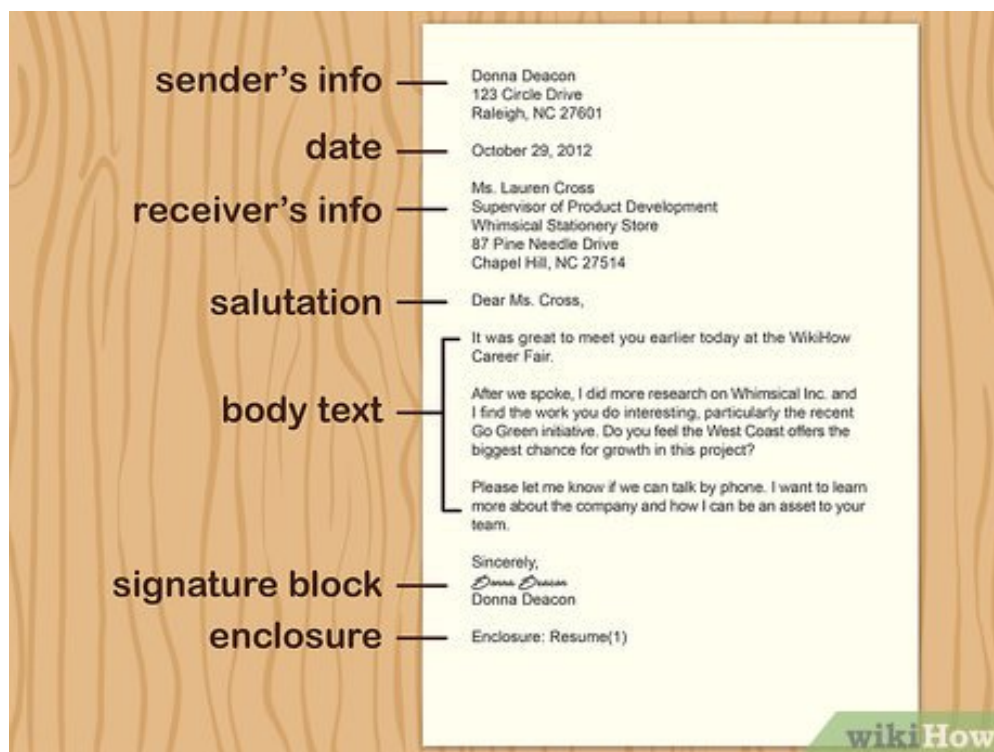 sender's info
Donna Deacon
123 Circle Drive
Raleigh, NC 27601
date
October 29, 2012
receiver's info
Ms. Lauren Cross
Supervisor of Product Development
Whimsical Stationery Store
87 Pine Needle Drive
Chapel Hill, NC 27514
salutation
Dear Ms. Cross,
body text
It was great to meet you earlier today at the WikiHow
Career Fair.
After we spoke, I did more research on Whimsical Inc. and
I find the work you do interesting, particularly the recent
Go Green initiative. Do you feel the West Coast offers the
biggest chance for growth in this project?
Please let me know if we can talk by phone. I want to learn
more about the company and how I can be an asset to your
team.
signature block
Sincerely,
Donna Deacon
Donna Deacon
enclosure
Enclosure: Resume(1)
wikiHow